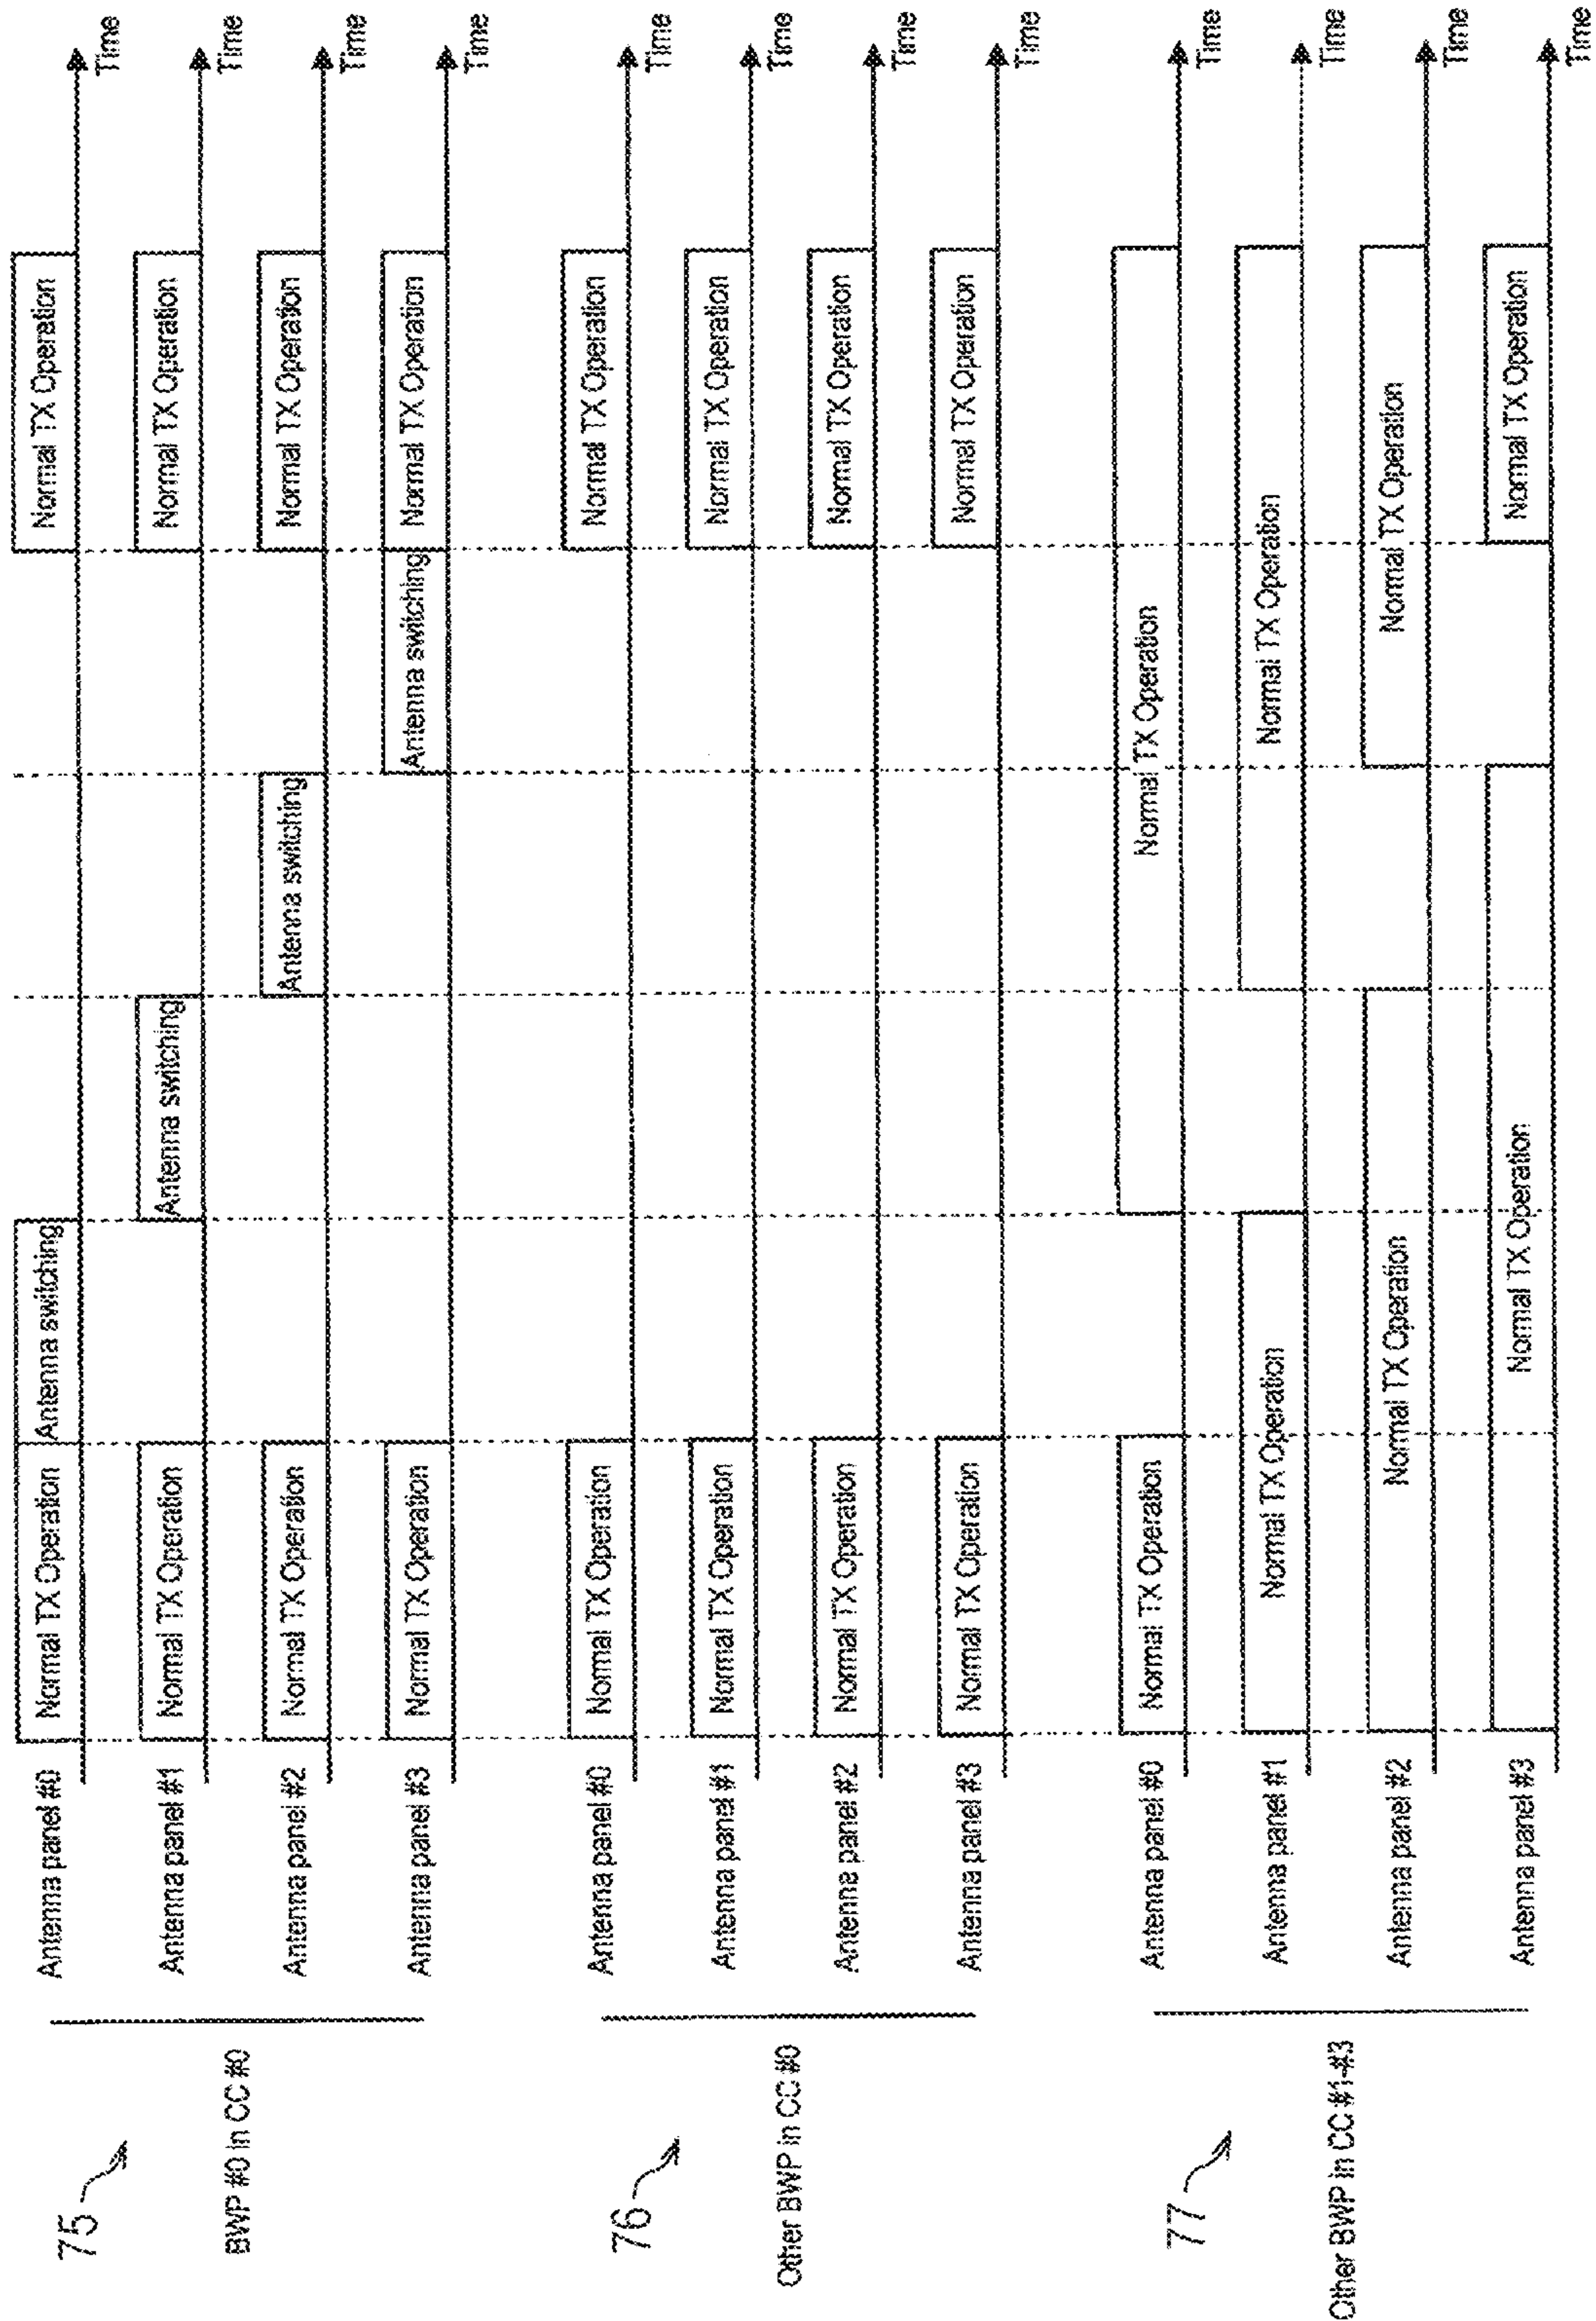 75
BWP #0 in CC #0
Antenna panel #0
Normal TX Operation
Antenna switching
Normal TX Operation
Time
Antenna panel #1
Normal TX Operation
Antenna switching
Normal TX Operation
Time
Antenna panel #2
Normal TX Operation
Antenna switching
Normal TX Operation
Time
Antenna panel #3
Normal TX Operation
Antenna switching
Normal TX Operation
Time
76
Other BWP in CC #0
Antenna panel #0
Normal TX Operation
Normal TX Operation
Time
Antenna panel #1
Normal TX Operation
Normal TX Operation
Time
Antenna panel #2
Normal TX Operation
Normal TX Operation
Time
Antenna panel #3
Normal TX Operation
Normal TX Operation
Time
77
Other BWP in CC #1-#3
Antenna panel #0
Normal TX Operation
Normal TX Operation
Time
Antenna panel #1
Normal TX Operation
Normal TX Operation
Time
Antenna panel #2
Normal TX Operation
Normal TX Operation
Time
Antenna panel #3
Normal TX Operation
Normal TX Operation
Time